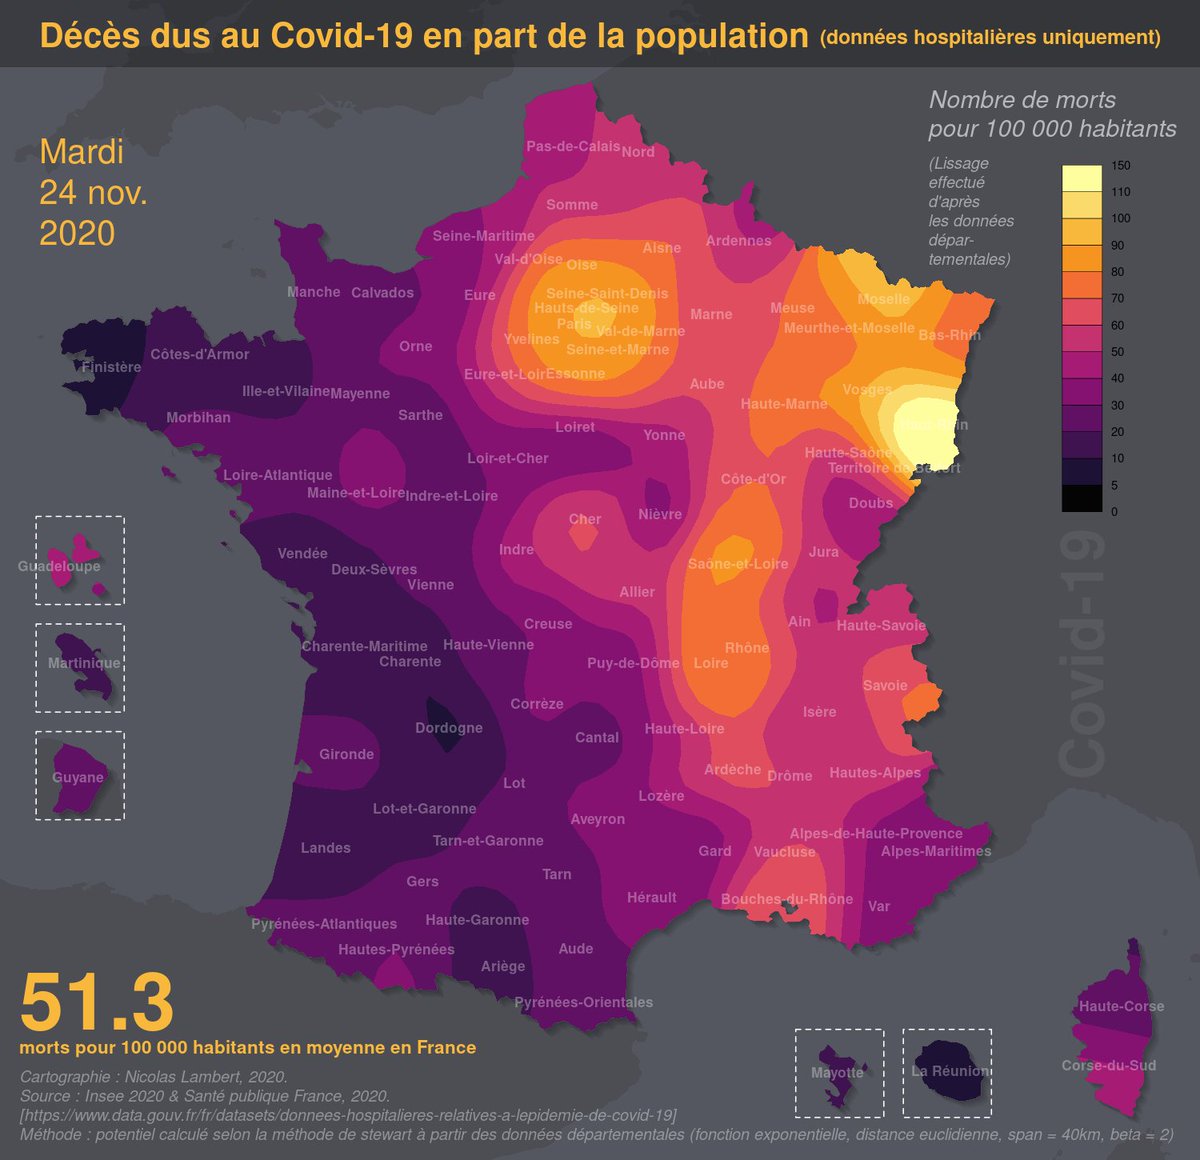 Décès dus au Covid-19 en part de la population (données hospitalières uniquement)
Mardi
24 nov.
2020
Nombre de morts
pour 100 000 habitants
(Lissage
effectué
d'après
les données
dépar-
tementales)
150
110
100
90
80
70
60
50
40
30
20
10
5
0
Covid-19
Pas-de-Calais
Nord
Somme
Seine-Maritime
Aisne
Ardennes
Val-d'Oise
Oise
Manche
Calvados
Eure
Seine-Saint-Denis
Hauts-de-Seine
Paris
Val-de-Marne
Yvelines
Seine-et-Marne
Marne
Meuse
Moselle
Meurthe-et-Moselle
Bas-Rhin
Finistère
Côtes-d'Armor
Orne
Eure-et-Loir
Essonne
Ille-et-Vilaine
Mayenne
Aube
Vosges
Haute-Marne
Morbihan
Sarthe
Loiret
Yonne
Haut-Rhin
Loir-et-Cher
Haute-Saône
Territoire de Belfort
Loire-Atlantique
Maine-et-Loire
Indre-et-Loire
Côte-d'Or
Doubs
Cher
Nièvre
Indre
Jura
Vendée
Deux-Sèvres
Vienne
Saône-et-Loire
Allier
Creuse
Ain
Haute-Savoie
Charente-Maritime
Charente
Haute-Vienne
Puy-de-Dôme
Loire
Rhône
Savoie
Corrèze
Isère
Dordogne
Cantal
Haute-Loire
Gironde
Lot
Ardèche
Drôme
Hautes-Alpes
Lozère
Lot-et-Garonne
Aveyron
Tarn-et-Garonne
Alpes-de-Haute-Provence
Landes
Gard
Vaucluse
Alpes-Maritimes
Gers
Tarn
Hérault
Bouches-du-Rhône
Var
Pyrénées-Atlantiques
Haute-Garonne
Hautes-Pyrénées
Aude
Ariège
Pyrénées-Orientales
Haute-Corse
Corse-du-Sud
Guadeloupe
Martinique
Guyane
Mayotte
La Réunion
51.3
morts pour 100 000 habitants en moyenne en France
Cartographie : Nicolas Lambert, 2020.
Source : Insee 2020 & Santé publique France, 2020.
[https://www.data.gouv.fr/fr/datasets/donnees-hospitalieres-relatives-a-lepidemie-de-covid-19]
Méthode : potentiel calculé selon la méthode de stewart à partir des données départementales (fonction exponentielle, distance euclidienne, span = 40km, beta = 2)